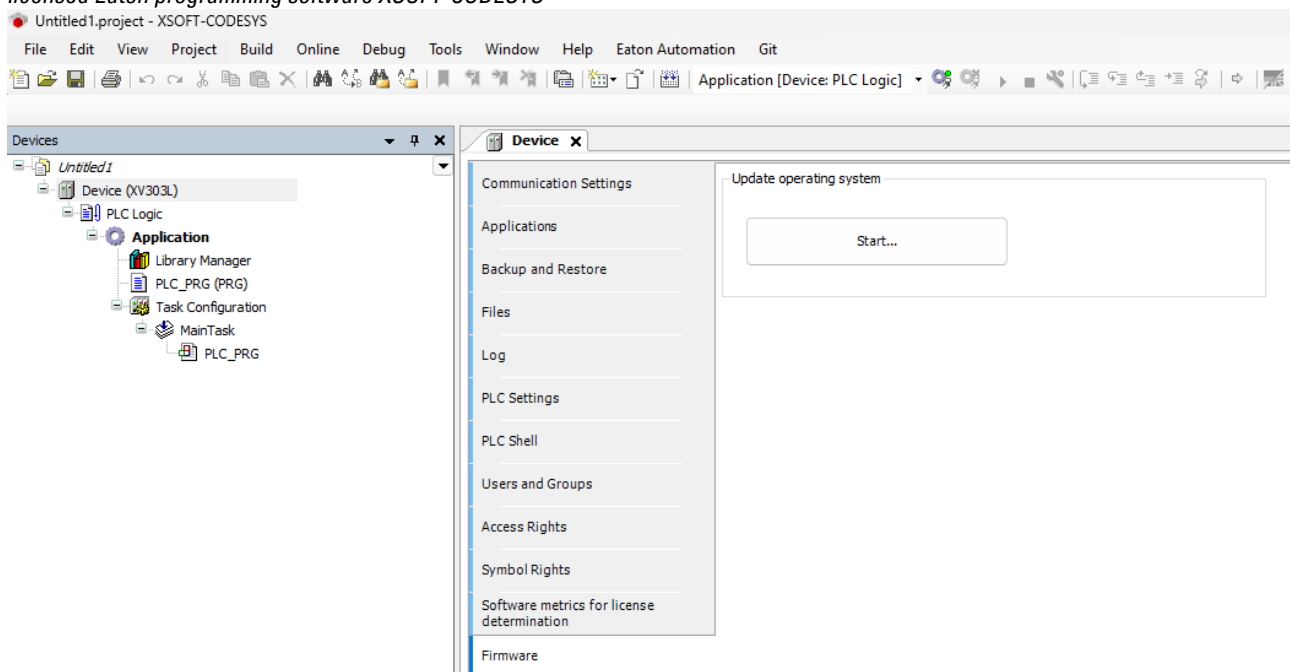 licensed Eaton programming software XSOFT-CODESYS
Untitled1.project - XSOFT-CODESYS
File Edit View Project Build Online Debug Tools Window Help Eaton Automation Git
Application [Device: PLC Logic]
Devices
Untitled1
Device (XV303L)
PLC Logic
Application
Library Manager
PLC_PRG (PRG)
Task Configuration
MainTask
PLC_PRG
Device
Communication Settings
Applications
Backup and Restore
Files
Log
PLC Settings
PLC Shell
Users and Groups
Access Rights
Symbol Rights
Software metrics for license
determination
Firmware
Update operating system
Start...